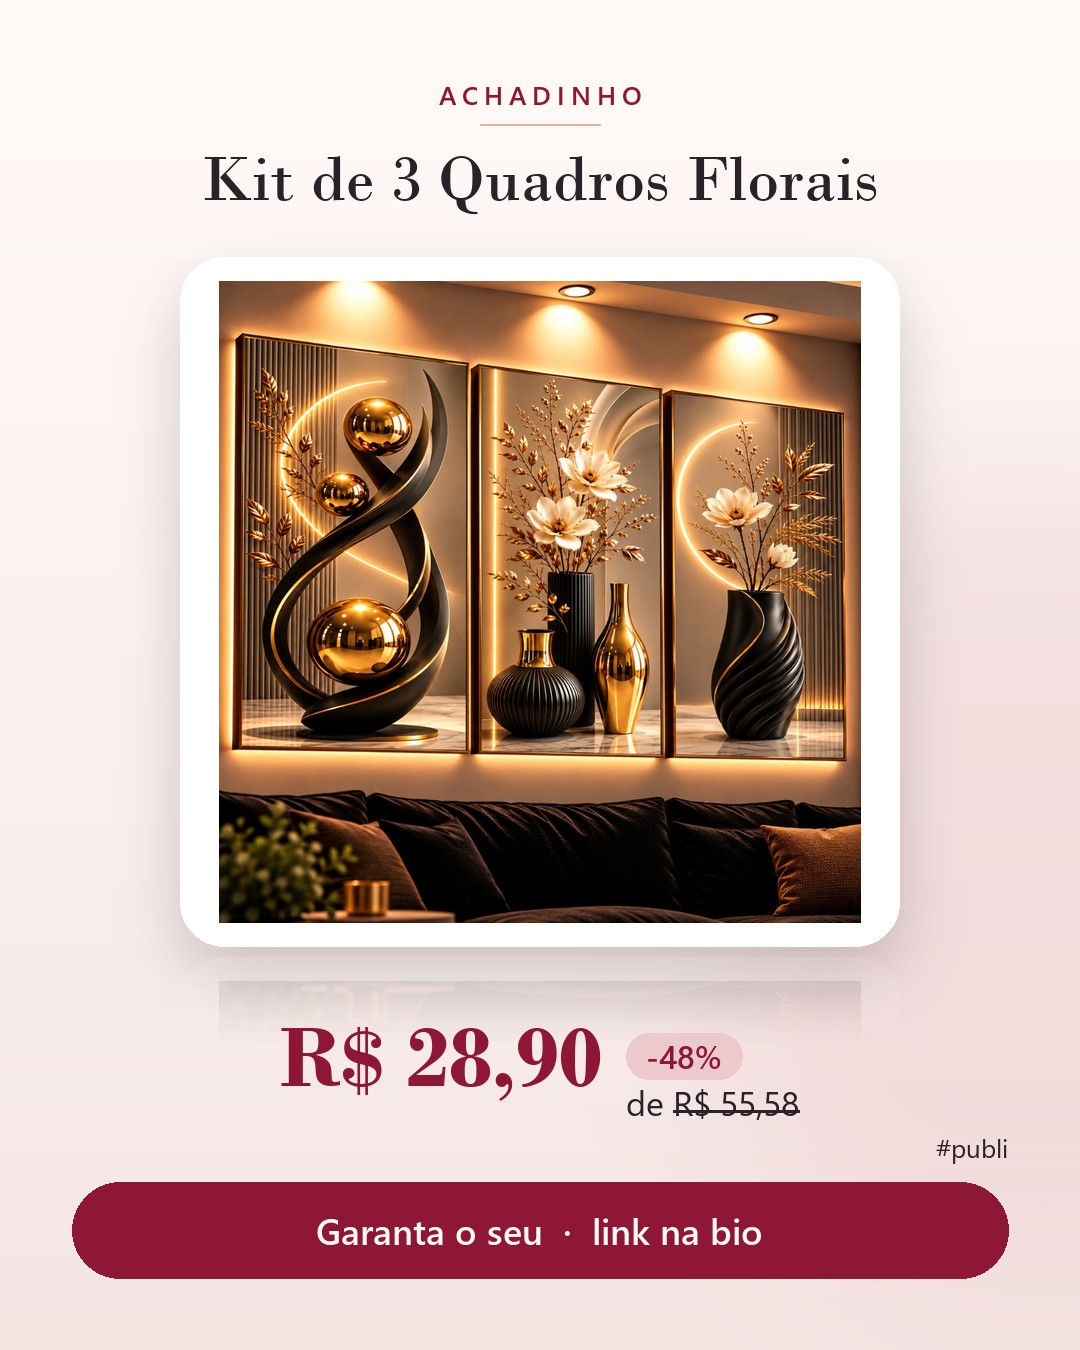 ACHADINHO
Kit de 3 Quadros Florais
R$ 28,90
-48%
de R$ 55,58
#publi
Garanta o seu · link na bio